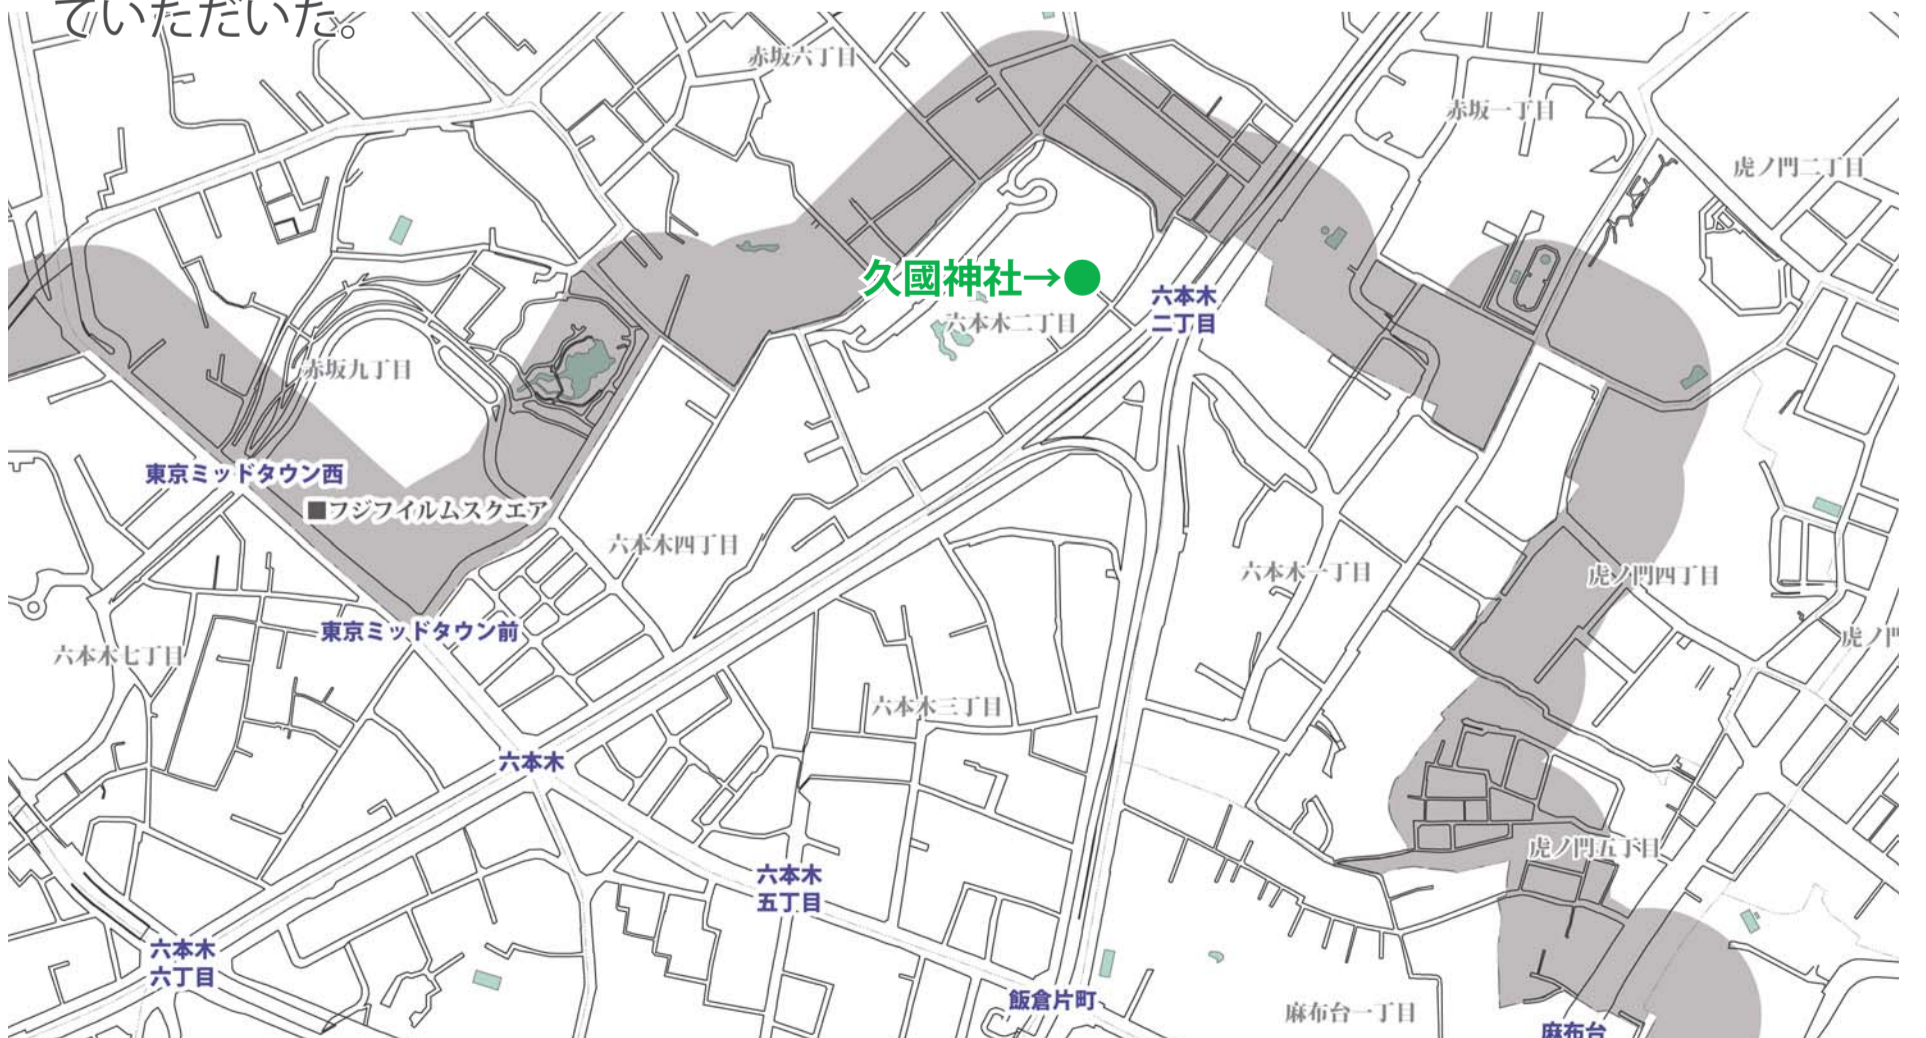 ていただいた。
赤坂六丁目
赤坂一丁目
虎ノ門二丁目
久國神社→●
六本木
二丁目
六本木二丁目
赤坂九丁目
東京ミッドタウン西
■フジフイルムスクエア
六本木四丁目
六本木一丁目
虎ノ門四丁目
東京ミッドタウン前
虎ノ門
六本木七丁目
六本木三丁目
六本木
虎ノ門五丁目
六本木
五丁目
六本木
六丁目
飯倉片町
麻布台一丁目
麻布台